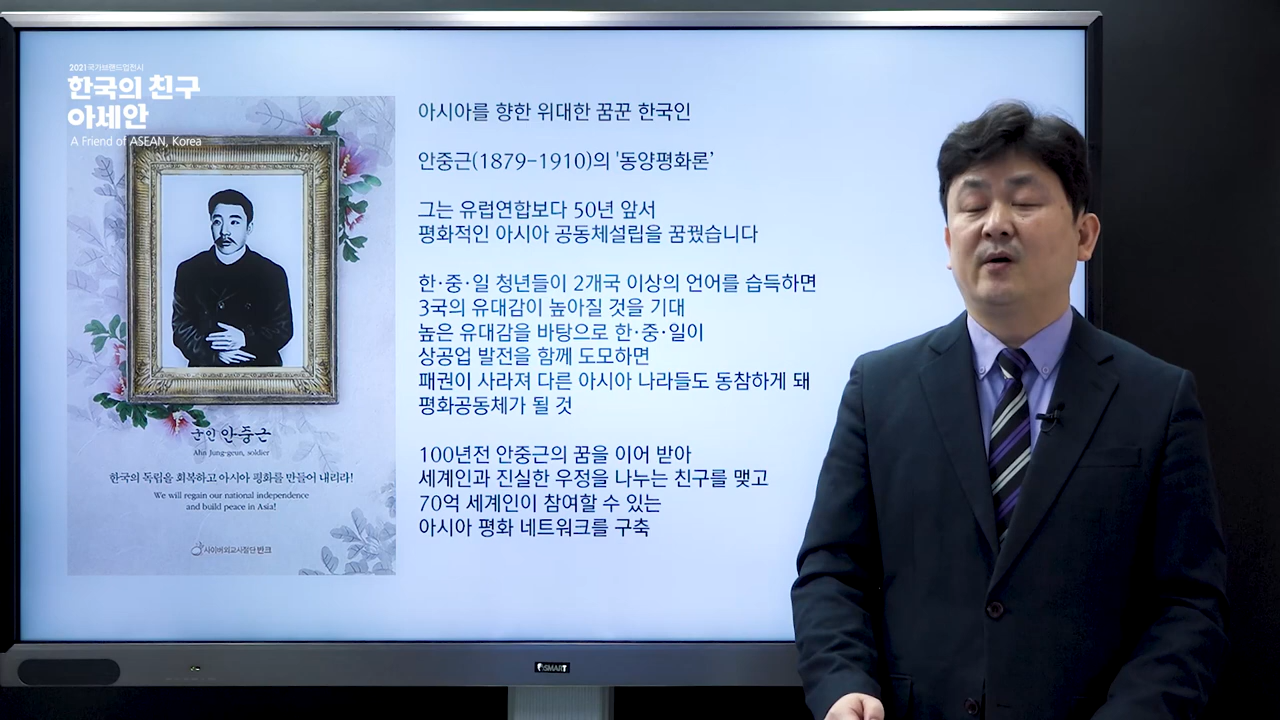 2021국가브랜드업전시
한국의 친구
아세안
A Friend of ASEAN, Korea
군인 안중근
Ahn Jung-geun, soldier
한국의 독립을 회복하고 아시아 평화를 만들어 내리라!
We will regain our national independence
and build peace in Asia!
사이버외교사절단 반크
아시아를 향한 위대한 꿈꾼 한국인
안중근(1879-1910)의 '동양평화론'
그는 유럽연합보다 50년 앞서
평화적인 아시아 공동체설립을 꿈꿨습니다
한·중·일 청년들이 2개국 이상의 언어를 습득하면
3국의 유대감이 높아질 것을 기대
높은 유대감을 바탕으로 한·중·일이
상공업 발전을 함께 도모하면
패권이 사라져 다른 아시아 나라들도 동참하게 돼
평화공동체가 될 것
100년전 안중근의 꿈을 이어 받아
세계인과 진실한 우정을 나누는 친구를 맺고
70억 세계인이 참여할 수 있는
아시아 평화 네트워크를 구축
SMART